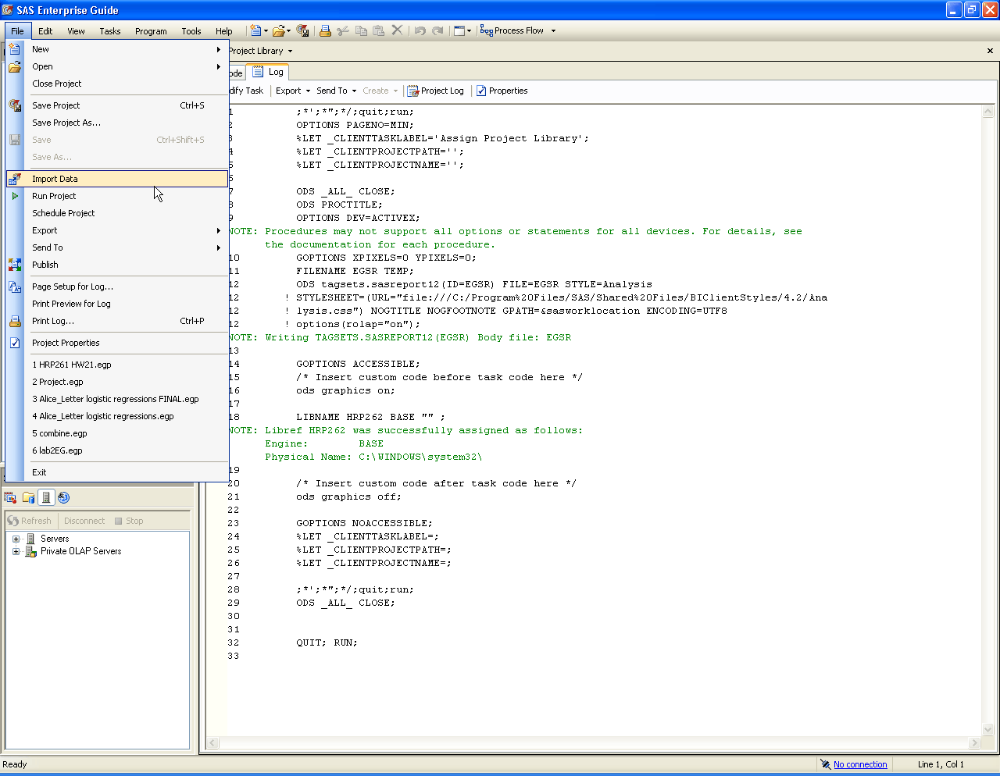 SAS Enterprise Guide
File Edit View Tasks Program Tools Help Process Flow
New
Open
Close Project
Save Project Ctrl+S
Save Project As...
Save Ctrl+Shift+S
Save As...
Import Data
Run Project
Schedule Project
Export
Send To
Publish
Page Setup for Log...
Print Preview for Log
Print Log... Ctrl+P
Project Properties
1 HRP261 HW21.egp
2 Project.egp
3 Alice_Letter logistic regressions FINAL.egp
4 Alice_Letter logistic regressions.egp
5 combine.egp
6 lab2EG.egp
Exit
Project Library
ode Log
dify Task Export Send To Create Project Log Properties
1 ;*';*";*/;quit;run;
2 OPTIONS PAGENO=MIN;
3 %LET _CLIENTTASKLABEL='Assign Project Library';
4 %LET _CLIENTPROJECTPATH='';
5 %LET _CLIENTPROJECTNAME='';
6
7 ODS _ALL_ CLOSE;
8 ODS PROCTITLE;
9 OPTIONS DEV=ACTIVEX;
NOTE: Procedures may not support all options or statements for all devices. For details, see
the documentation for each procedure.
10 GOPTIONS XPIXELS=0 YPIXELS=0;
11 FILENAME EGSR TEMP;
12 ODS tagsets.sasreport12(ID=EGSR) FILE=EGSR STYLE=Analysis
12 ! STYLESHEET=(URL="file:///C:/Program%20Files/SAS/Shared%20Files/BIClientStyles/4.2/Ana
12 ! lysis.css") NOGTITLE NOGFOOTNOTE GPATH=&sasworklocation ENCODING=UTF8
12 ! options(rolap="on");
NOTE: Writing TAGSETS.SASREPORT12(EGSR) Body file: EGSR
13
14 GOPTIONS ACCESSIBLE;
15 /* Insert custom code before task code here */
16 ods graphics on;
17
18 LIBNAME HRP262 BASE "" ;
NOTE: Libref HRP262 was successfully assigned as follows:
Engine: BASE
Physical Name: C:\WINDOWS\system32\
19
20 /* Insert custom code after task code here */
21 ods graphics off;
22
23 GOPTIONS NOACCESSIBLE;
24 %LET _CLIENTTASKLABEL=;
25 %LET _CLIENTPROJECTPATH=;
26 %LET _CLIENTPROJECTNAME=;
27
28 ;*';*";*/;quit;run;
29 ODS _ALL_ CLOSE;
30
31
32 QUIT; RUN;
33
Refresh Disconnect Stop
Servers
Private OLAP Servers
Ready No connection Line 1, Col 1